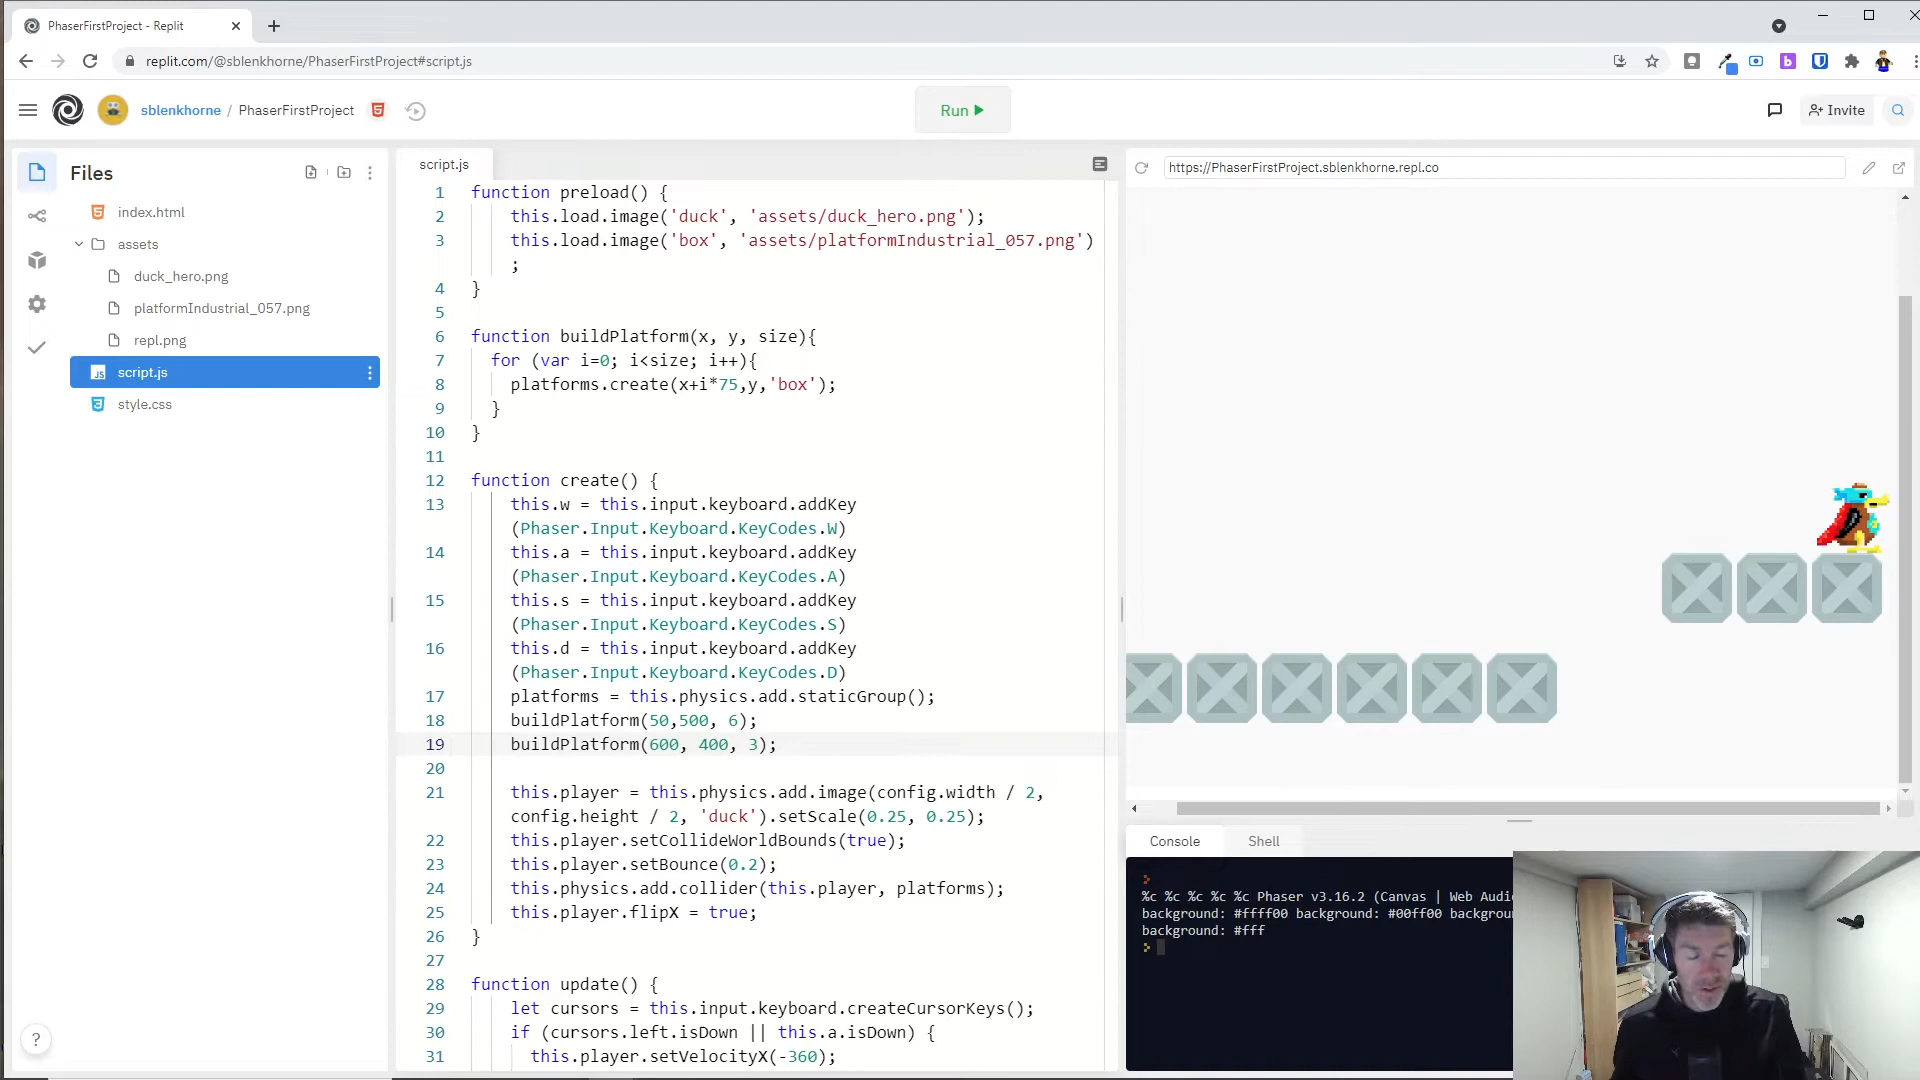 PhaserFirstProject - Replit
replit.com/@sblenkhorne/PhaserFirstProject#script.js
sblenkhorne / PhaserFirstProject
Run
Invite
Files
index.html
assets
duck_hero.png
platformIndustrial_057.png
repl.png
JS script.js
style.css
?
script.js
1 function preload() {
2 this.load.image('duck', 'assets/duck_hero.png');
3 this.load.image('box', 'assets/platformIndustrial_057.png')
;
4 }
5
6 function buildPlatform(x, y, size){
7 for (var i=0; i<size; i++){
8 platforms.create(x+i*75,y,'box');
9 }
10 }
11
12 function create() {
13 this.w = this.input.keyboard.addKey
(Phaser.Input.Keyboard.KeyCodes.W)
14 this.a = this.input.keyboard.addKey
(Phaser.Input.Keyboard.KeyCodes.A)
15 this.s = this.input.keyboard.addKey
(Phaser.Input.Keyboard.KeyCodes.S)
16 this.d = this.input.keyboard.addKey
(Phaser.Input.Keyboard.KeyCodes.D)
17 platforms = this.physics.add.staticGroup();
18 buildPlatform(50,500, 6);
19 buildPlatform(600, 400, 3);
20
21 this.player = this.physics.add.image(config.width / 2,
config.height / 2, 'duck').setScale(0.25, 0.25);
22 this.player.setCollideWorldBounds(true);
23 this.player.setBounce(0.2);
24 this.physics.add.collider(this.player, platforms);
25 this.player.flipX = true;
26 }
27
28 function update() {
29 let cursors = this.input.keyboard.createCursorKeys();
30 if (cursors.left.isDown || this.a.isDown) {
31 this.player.setVelocityX(-360);
https://PhaserFirstProject.sblenkhorne.repl.co
Console
Shell
>
%c %c %c %c %c Phaser v3.16.2 (Canvas | Web Audi
background: #ffff00 background: #00ff00 backgrou
background: #fff
>